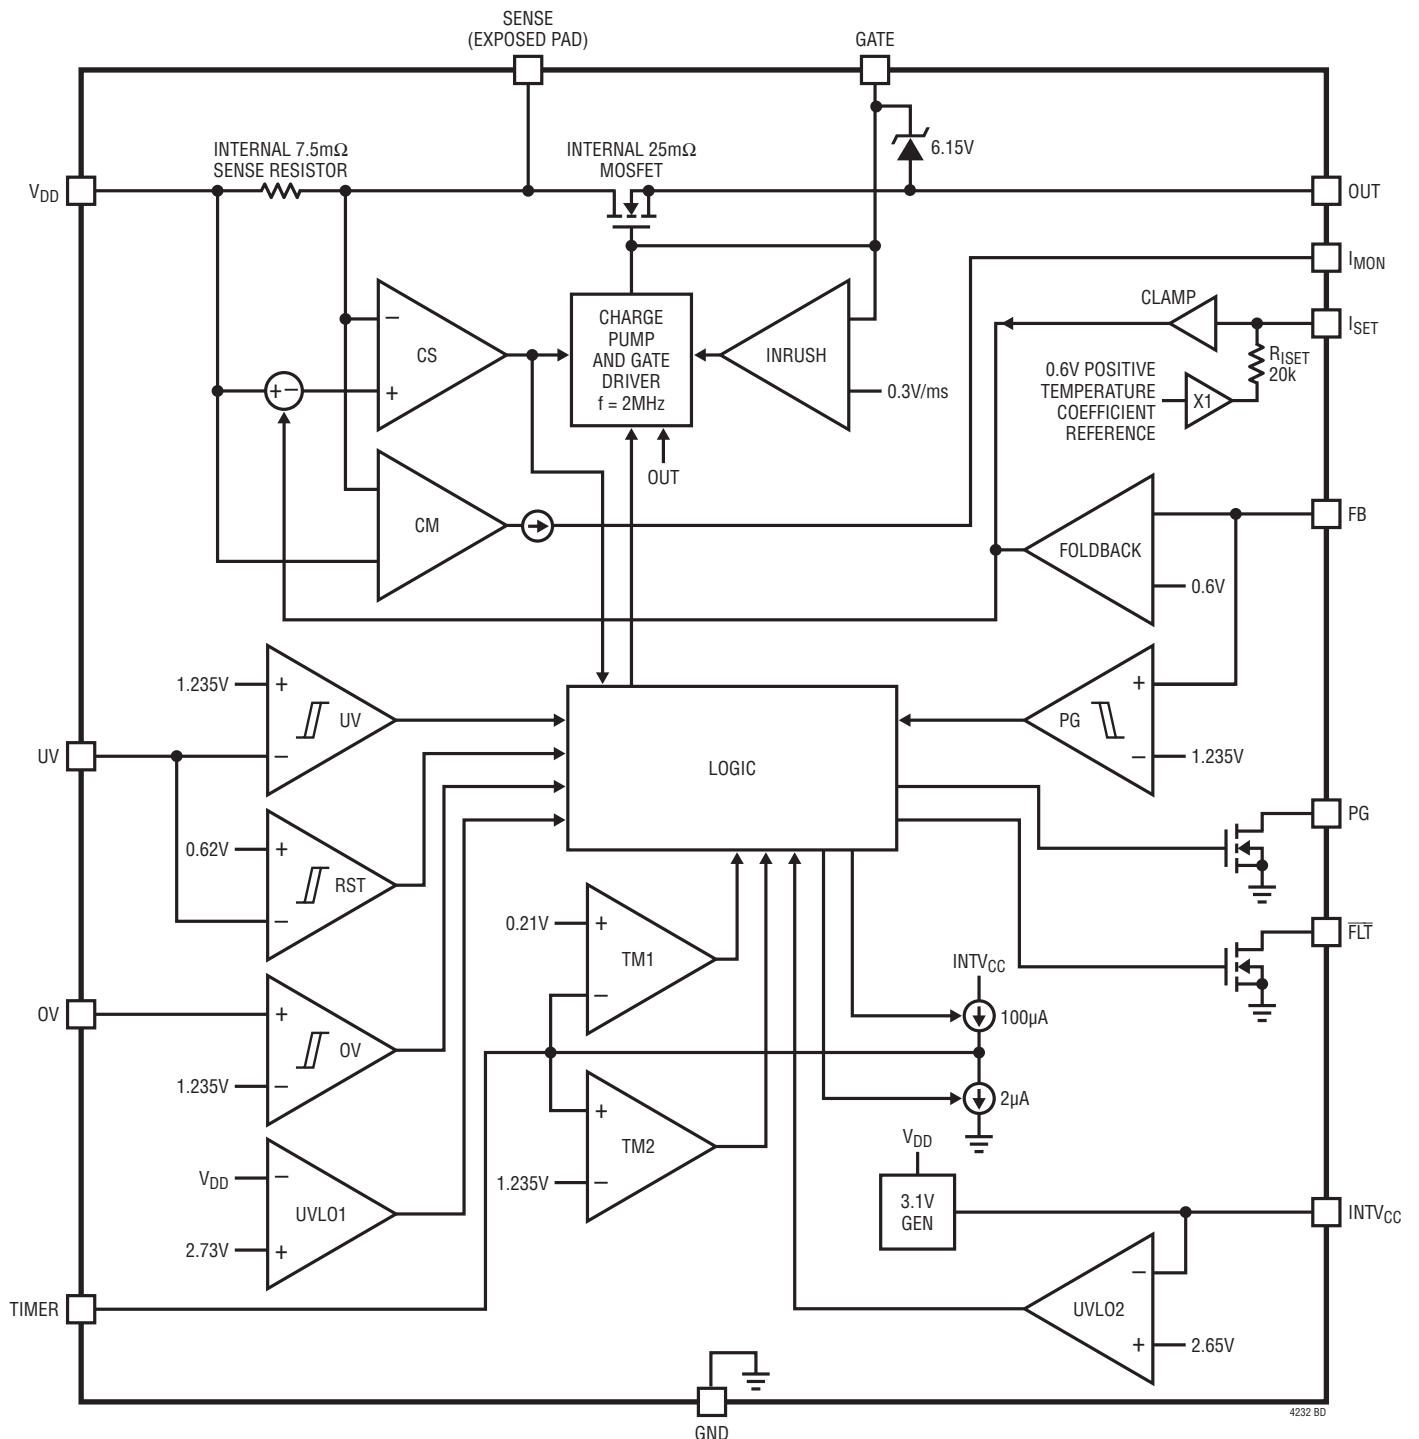 SENSE
(EXPOSED PAD)
GATE
INTERNAL 7.5mΩ
SENSE RESISTOR
INTERNAL 25mΩ
MOSFET
6.15V
VDD
OUT
IMON
CLAMP
ISET
RISET
20k
0.6V POSITIVE
TEMPERATURE
COEFFICIENT
REFERENCE
X1
−
CS
+
+−
CHARGE
PUMP
AND GATE
DRIVER
f = 2MHz
INRUSH
0.3V/ms
OUT
CM
FB
FOLDBACK
0.6V
1.235V
+
UV
−
UV
LOGIC
+
PG
−
1.235V
PG
0.62V
+
RST
−
0.21V
+
TM1
−
FLT
INTVCC
100µA
OV
+
OV
1.235V
−
2µA
+
TM2
1.235V
−
VDD
−
UVLO1
2.73V
+
VDD
3.1V
GEN
INTVCC
−
UVLO2
+
2.65V
TIMER
GND
4232 BD